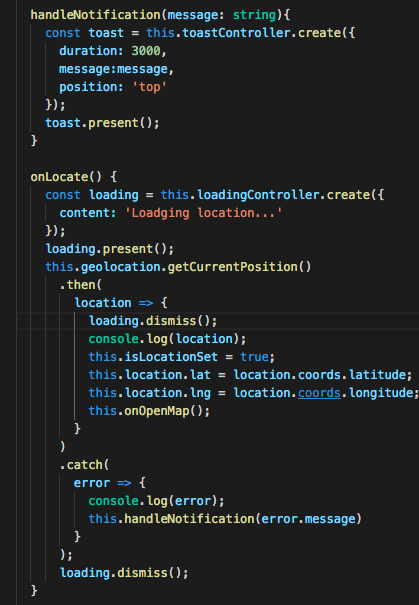 handleNotification(message: string){
const toast = this.toastController.create({
duration: 3000,
message:message,
position: 'top'
});
toast.present();
}
onLocate() {
const loading = this.loadingController.create({
content: 'Loadging location...'
});
loading.present();
this.geolocation.getCurrentPosition()
.then(
location => {
loading.dismiss();
console.log(location);
this.isLocationSet = true;
this.location.lat = location.coords.latitude;
this.location.lng = location.coords.longitude;
this.onOpenMap();
}
)
.catch(
error => {
console.log(error);
this.handleNotification(error.message)
}
);
loading.dismiss();
}